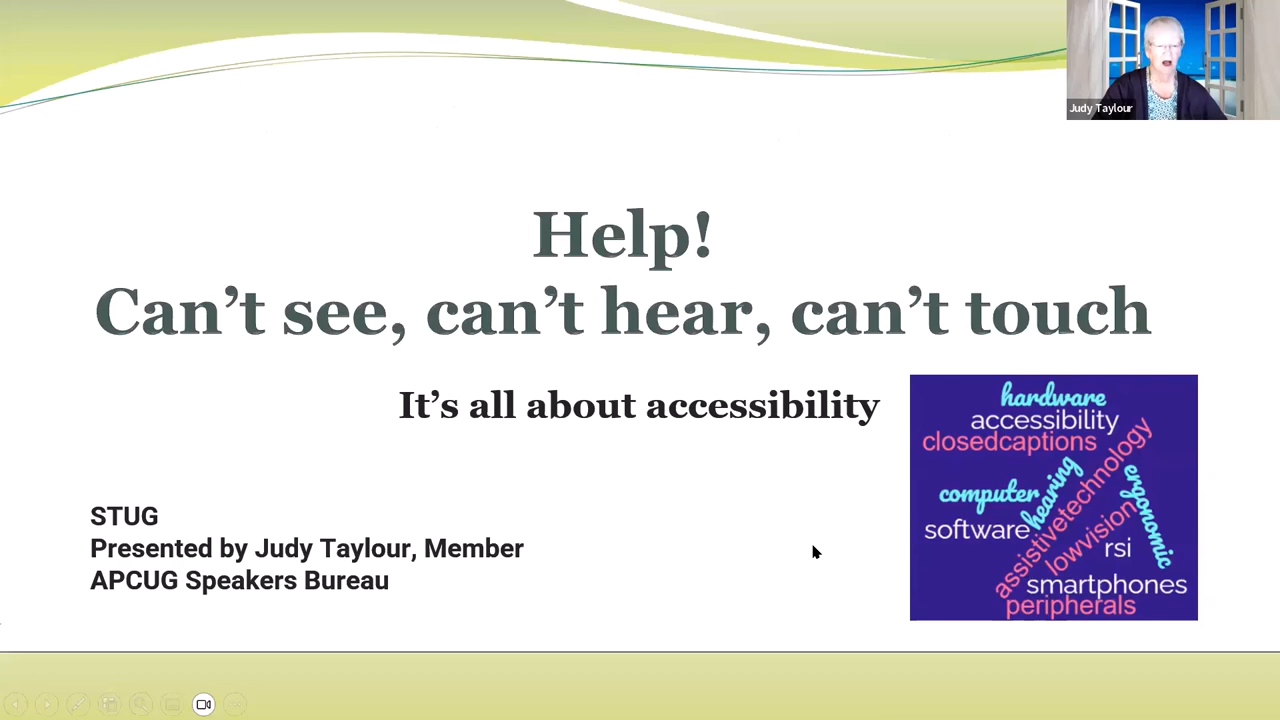 Judy Taylour
Help!
Can't see, can't hear, can't touch
It's all about accessibility
hardware
accessibility
closedcaptions
computer
hearing
assistivetechnology
ergonomic
software
lowvision
rsi
smartphones
peripherals
STUG
Presented by Judy Taylour, Member
APCUG Speakers Bureau